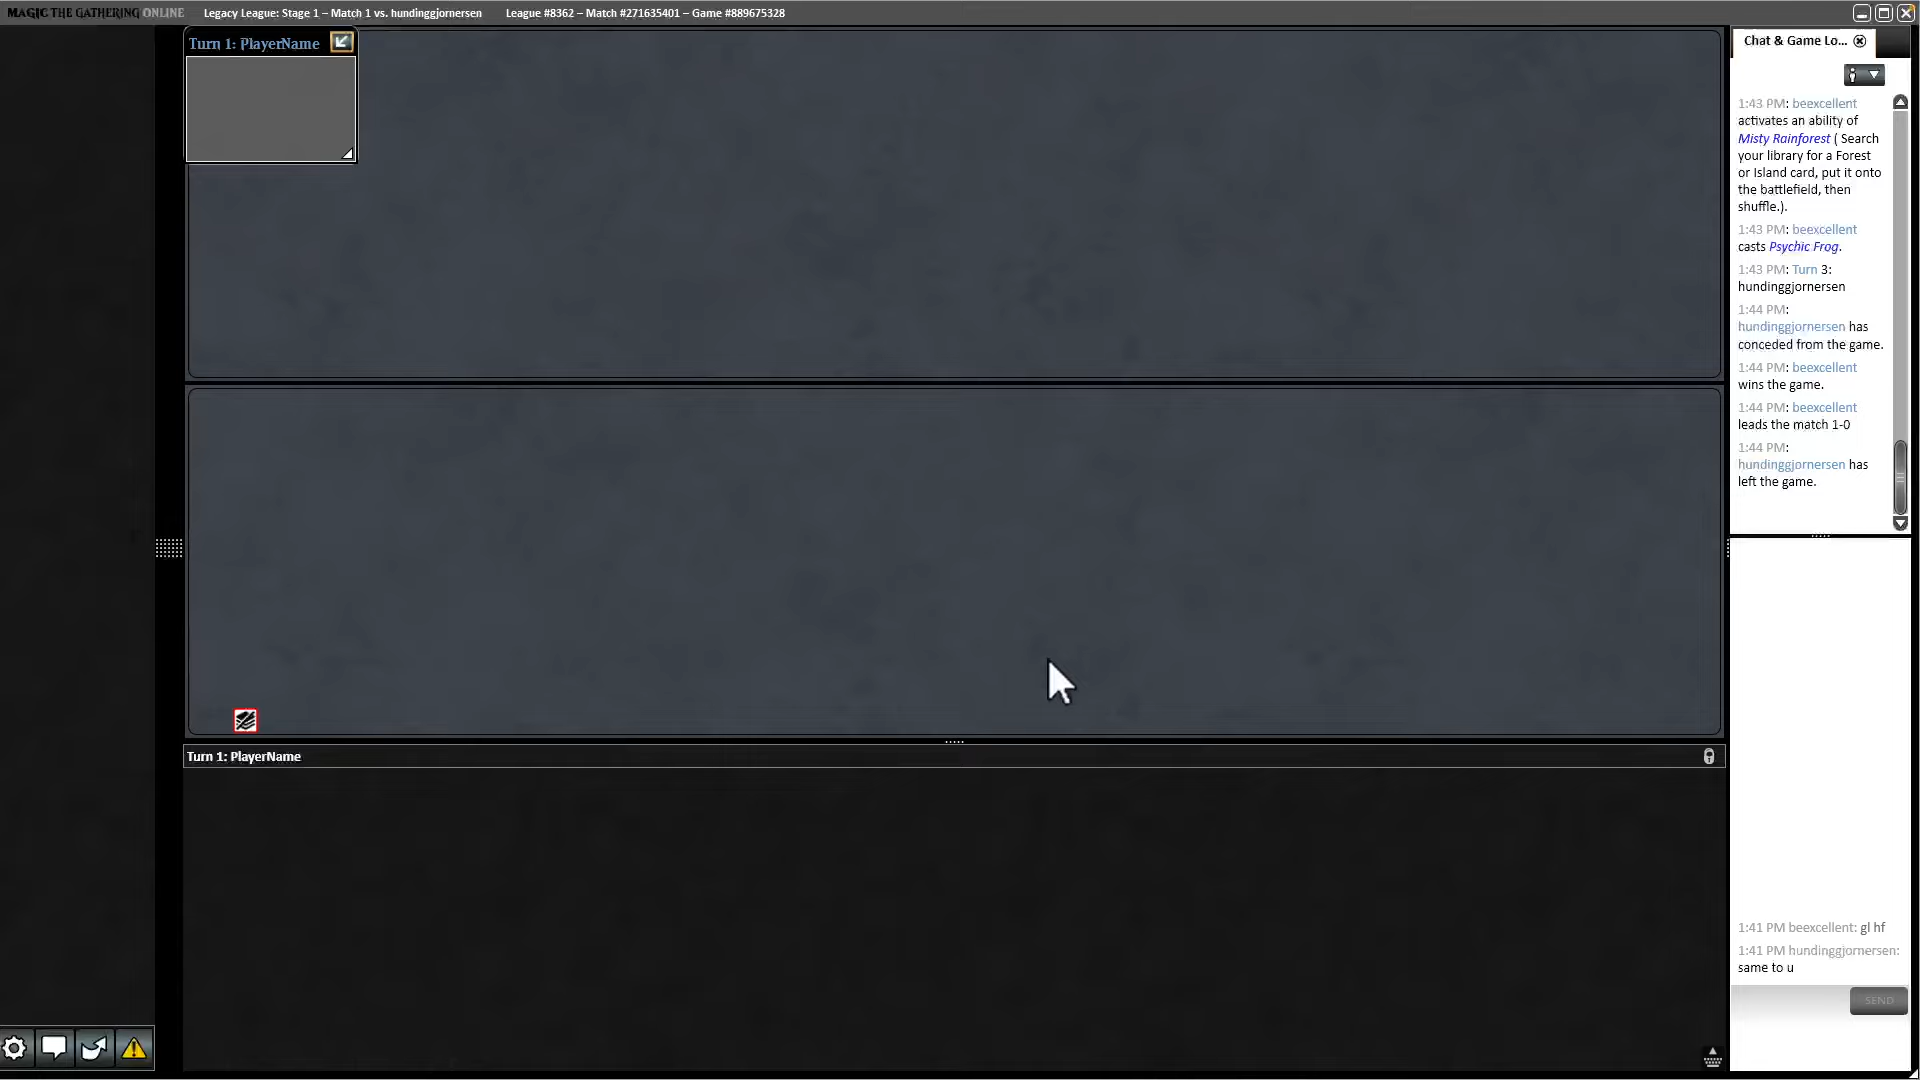 MAGIC THE GATHERING ONLINE Legacy League: Stage 1 – Match 1 vs. hundinggjornersen League #8362 – Match #271635401 – Game #889675328
Turn 1: PlayerName
Chat & Game Lo...
1:43 PM: beexcellent
activates an ability of
Misty Rainforest ( Search
your library for a Forest
or Island card, put it onto
the battlefield, then
shuffle.).
1:43 PM: beexcellent
casts Psychic Frog.
1:43 PM: Turn 3:
hundinggjornersen
1:44 PM:
hundinggjornersen has
conceded from the game.
1:44 PM: beexcellent
wins the game.
1:44 PM: beexcellent
leads the match 1-0
1:44 PM:
hundinggjornersen has
left the game.
Turn 1: PlayerName
1:41 PM beexcellent: gl hf
1:41 PM hundinggjornersen:
same to u
SEND